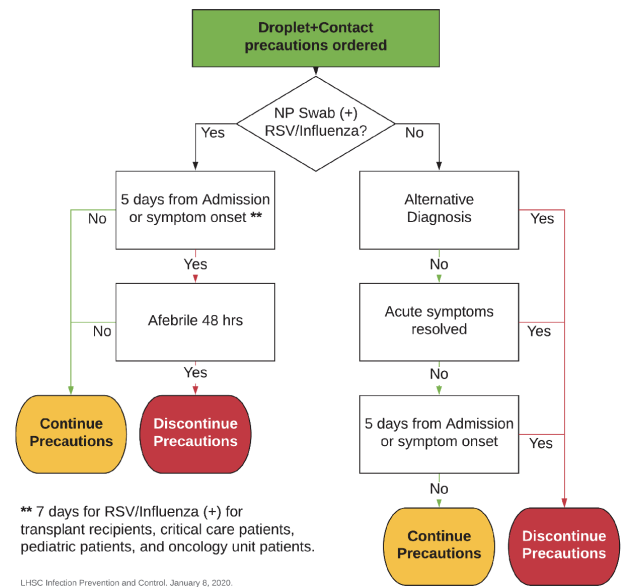 Droplet+Contact
precautions ordered
NP Swab (+)
RSV/Influenza?
Yes
No
5 days from Admission
or symptom onset **
Alternative
Diagnosis
No
Yes
Yes
No
Afebrile 48 hrs
Acute symptoms
resolved
No
Yes
Yes
No
Continue
Precautions
Discontinue
Precautions
5 days from Admission
or symptom onset
Yes
No
** 7 days for RSV/Influenza (+) for
transplant recipients, critical care patients,
pediatric patients, and oncology unit patients.
Continue
Precautions
Discontinue
Precautions
LHSC Infection Prevention and Control, January 8, 2020.